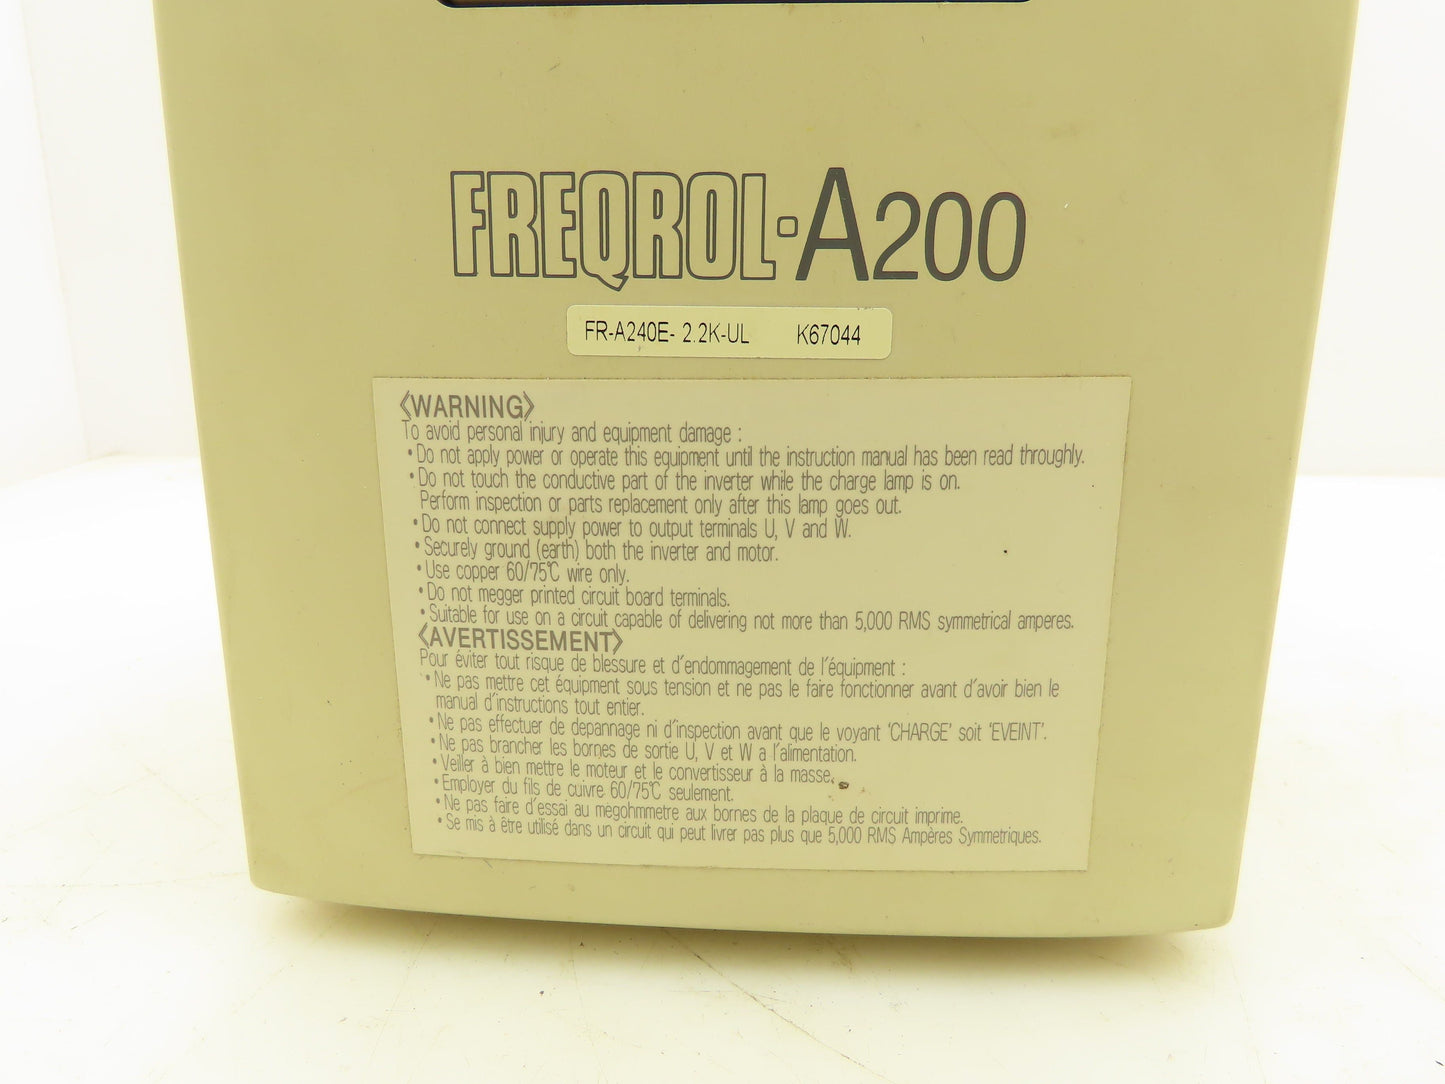 FREQROL-A200
FR-A240E- 2.2K-UL K67044
〈WARNING〉
To avoid personal injury and equipment damage :
• Do not apply power or operate this equipment until the instruction manual has been read throughly.
• Do not touch the conductive part of the inverter while the charge lamp is on.
Perform inspection or parts replacement only after this lamp goes out.
• Do not connect supply power to output terminals U, V and W.
• Securely ground (earth) both the inverter and motor.
• Use copper 60/75℃ wire only.
• Do not megger printed circuit board terminals.
• Suitable for use on a circuit capable of delivering not more than 5,000 RMS symmetrical amperes.
〈AVERTISSEMENT〉
Pour éviter tout risque de blessure et d'endommagement de l'équipment :
• Ne pas mettre cet équipment sous tension et ne pas le faire fonctionner avant d'avoir bien le
manual d'instructions tout entier.
• Ne pas effectuer de depannage ni d'inspection avant que le voyant 'CHARGE' soit 'EVEINT'.
• Ne pas brancher les bornes de sortie U, V et W a l'alimentation.
• Veiller à bien mettre le moteur et le convertisseur à la masse.
• Employer du fils de cuivre 60/75℃ seulement.
• Ne pas faire d'essai au megohmmetre aux bornes de la plaque de circuit imprime.
• Se mis à être utilisé dans un circuit qui peut livrer pas plus que 5,000 RMS Ampères Symmetriques.